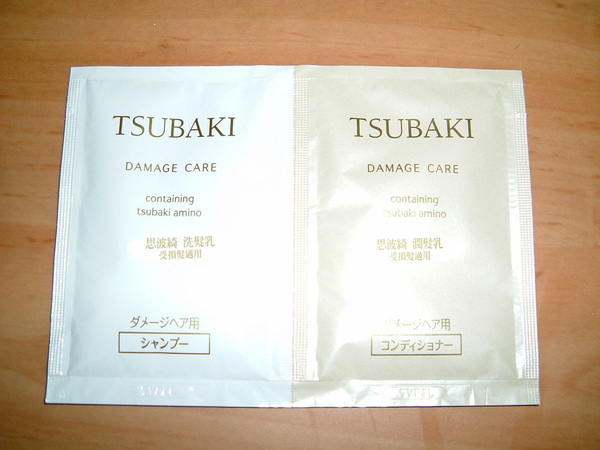 TSUBAKI
DAMAGE CARE
containing
tsubaki amino
思波綺 洗髮乳
受損髮適用
ダメージヘア用
シャンプー
TSUBAKI
DAMAGE CARE
containing
tsubaki amino
思波綺 潤髮乳
受損髮適用
ダメージヘア用
コンディショナー